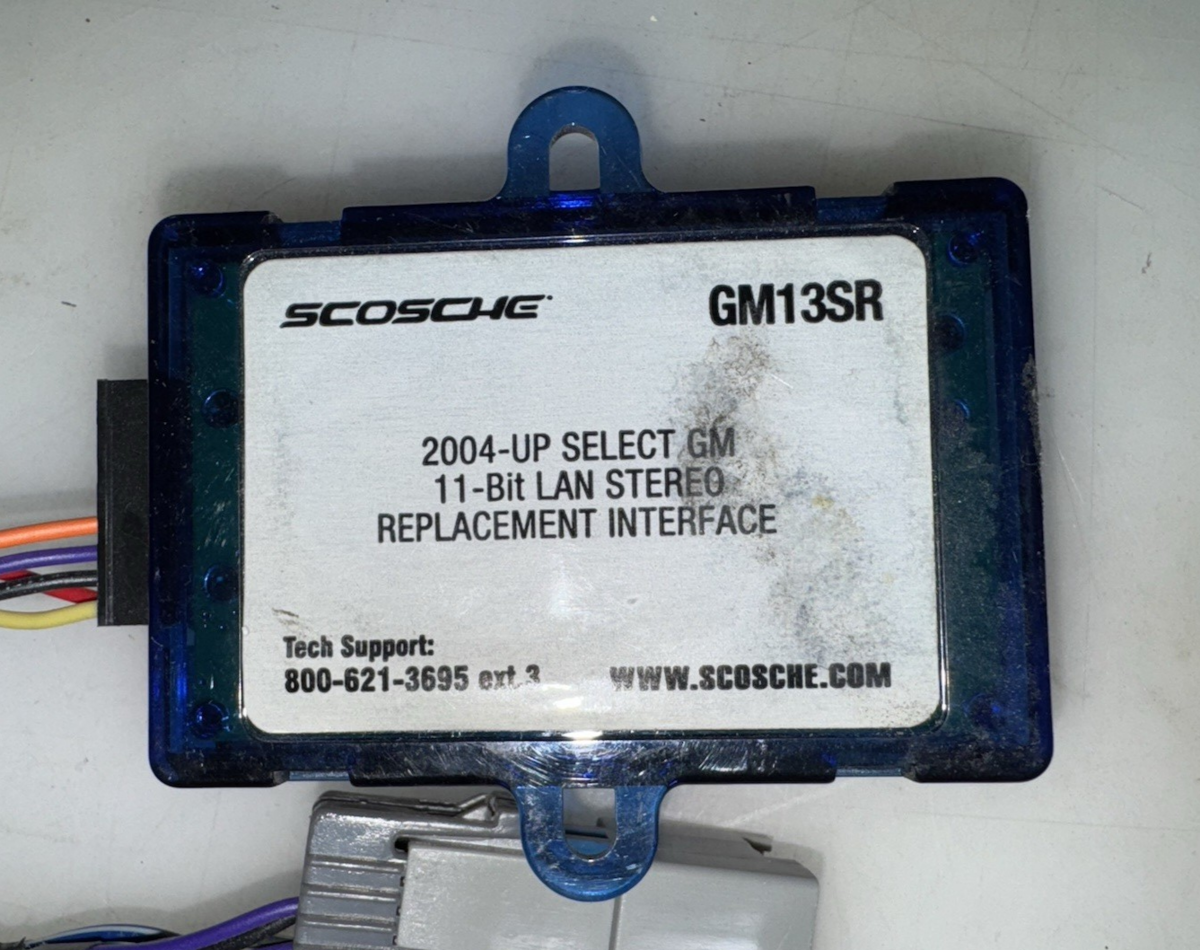 SCOSCHE
GM13SR
2004-UP SELECT GM
11-Bit LAN STEREO
REPLACEMENT INTERFACE
Tech Support:
800-621-3695 ext.3
WWW.SCOSCHE.COM